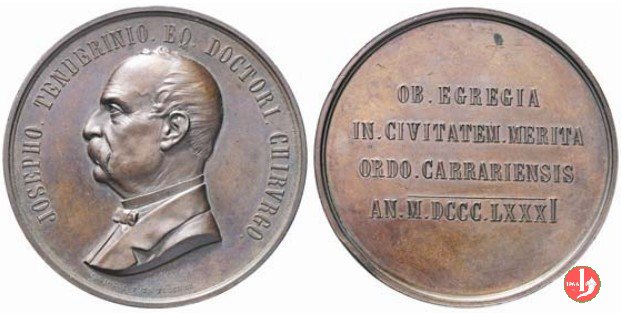 JOSEPHO. TENDERINIO. EQ. DOCTORI. CHIRVRGO.
OB. EGREGIA
IN. CIVITATEM. MERITA
ORDO. CARRARIENSIS
AN. M. DCCC. LXXXI